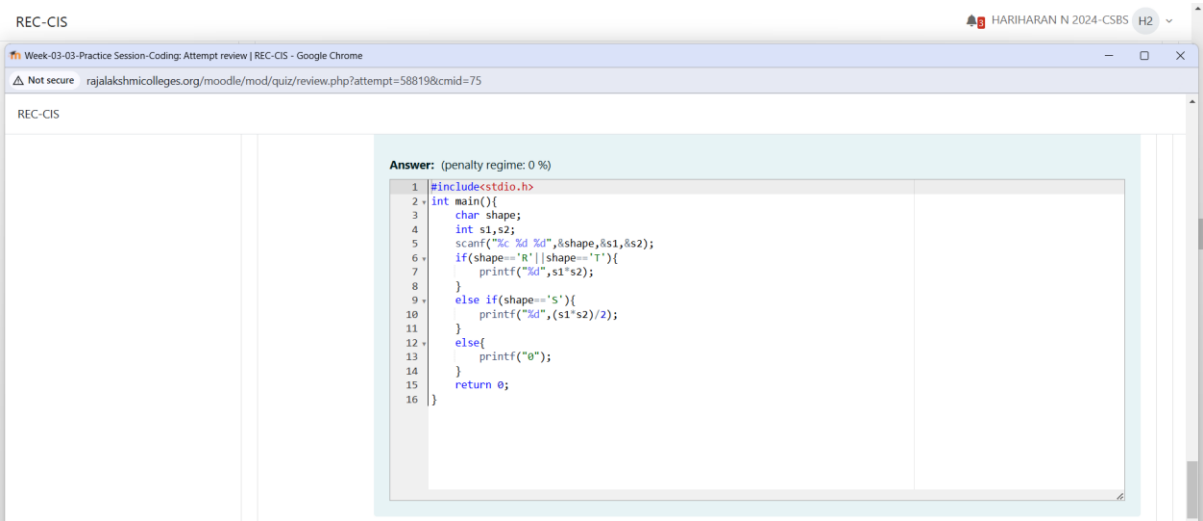 REC-CIS
3 HARIHARAN N 2024-CSBS H2
Week-03-03-Practice Session-Coding: Attempt review | REC-CIS - Google Chrome
Not secure rajalakshmicolleges.org/moodle/mod/quiz/review.php?attempt=58819&cmid=75
REC-CIS
Answer: (penalty regime: 0 %)
1 #include<stdio.h>
2 int main(){
3 char shape;
4 int s1,s2;
5 scanf("%c %d %d",&shape,&s1,&s2);
6 if(shape=='R'||shape=='T'){
7 printf("%d",s1*s2);
8 }
9 else if(shape=='S'){
10 printf("%d",(s1*s2)/2);
11 }
12 else{
13 printf("0");
14 }
15 return 0;
16 }